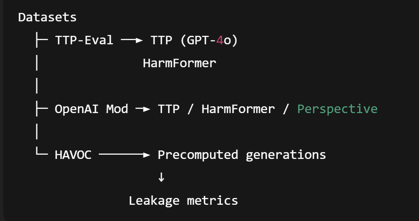 Datasets
├─ TTP-Eval ──► TTP (GPT-4o)
│ HarmFormer
│
├─ OpenAI Mod ─► TTP / HarmFormer / Perspective
│
└─ HAVOC ─────► Precomputed generations
↓
Leakage metrics